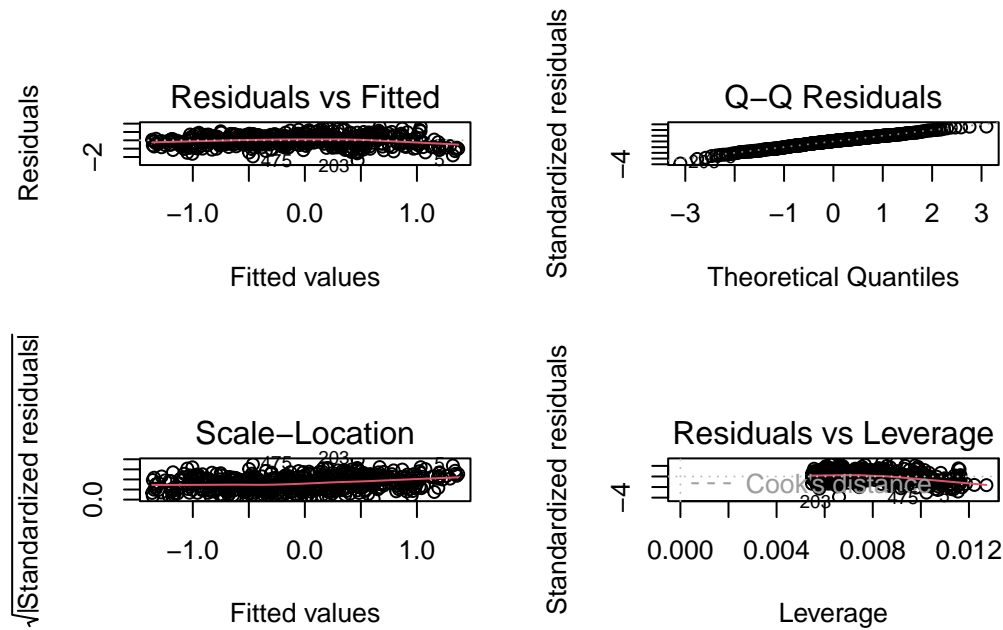 Residuals vs Fitted
Residuals
−2
475
203
5
−1.0 0.0 1.0
Fitted values
Q−Q Residuals
Standardized residuals
−4
203
−3 −1 0 1 2 3
Theoretical Quantiles
Scale−Location
√|Standardized residuals|
0.0
475
203
5
−1.0 0.0 1.0
Fitted values
Residuals vs Leverage
Standardized residuals
−4
Cook's distance
203
475
5
0.000 0.004 0.008 0.012
Leverage